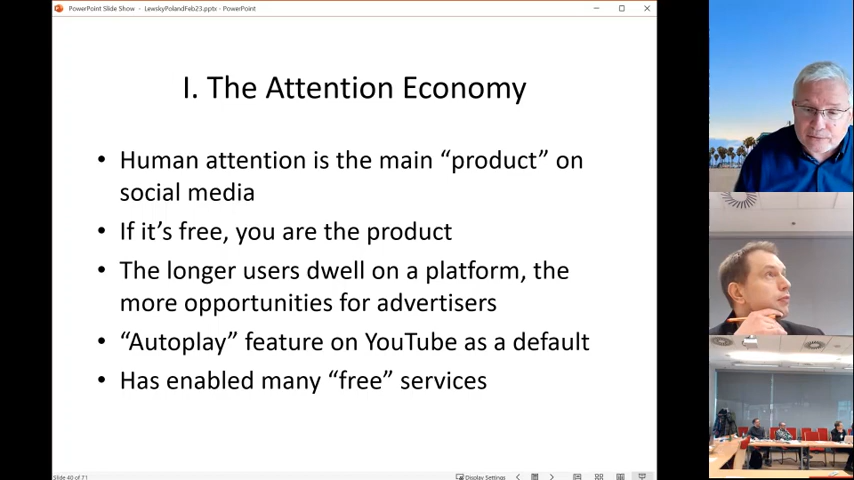 PowerPoint Slide Show - LewskyPolandFeb23.pptx - PowerPoint
I. The Attention Economy
• Human attention is the main “product” on
social media
• If it’s free, you are the product
• The longer users dwell on a platform, the
more opportunities for advertisers
• “Autoplay” feature on YouTube as a default
• Has enabled many “free” services
Slide 40 of 71
Display Settings